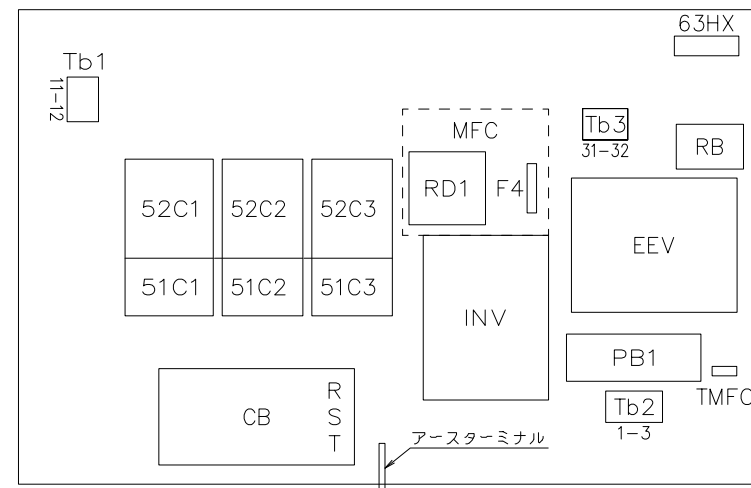 63HX
Tb1
11-12
MFC
Tb3
31-32
RB
RD1
F4
52C1
52C2
52C3
EEV
51C1
51C2
51C3
INV
PB1
TMFC
CB
R
S
T
Tb2
1-3
アースターミナル